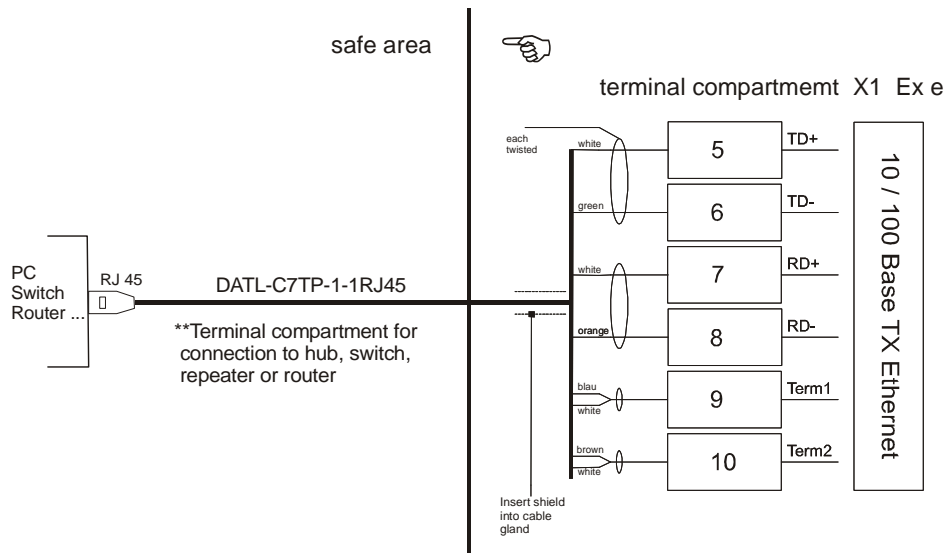 safe area
terminal compartmemt X1 Ex e
each
twisted
white
5
TD+
green
6
TD-
white
7
RD+
orange
8
RD-
blau
white
9
Term1
brown
white
10
Term2
10 / 100 Base TX Ethernet
PC
Switch
Router ...
RJ 45
DATL-C7TP-1-1RJ45
**Terminal compartment for
connection to hub, switch,
repeater or router
Insert shield
into cable
gland